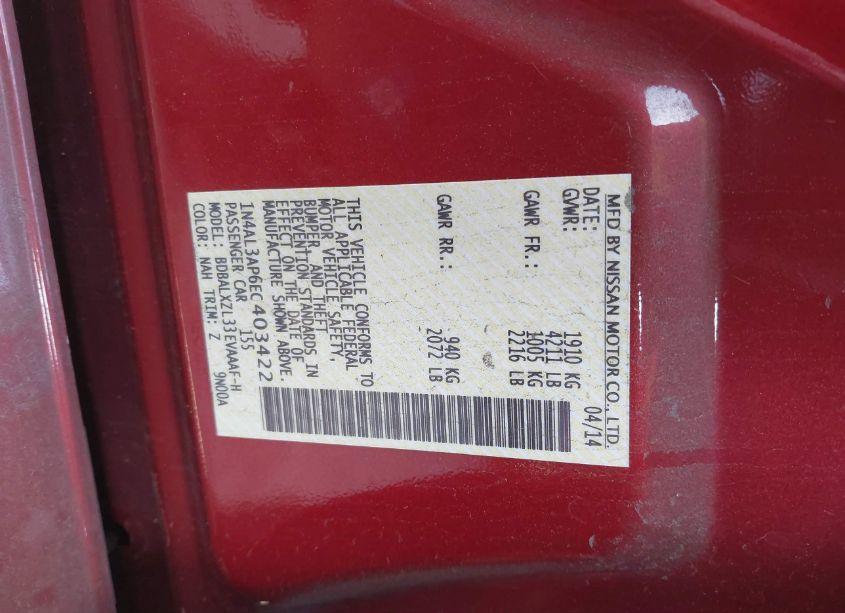 MFD BY NISSAN MOTOR CO., LTD.
DATE: 04/14
GVWR: 1910 KG
4211 LB
GAWR FR.: 1005 KG
2216 LB
GAWR RR.: 940 KG
2072 LB
THIS VEHICLE CONFORMS TO
ALL APPLICABLE FEDERAL
MOTOR VEHICLE SAFETY,
BUMPER, AND THEFT
PREVENTION STANDARDS IN
EFFECT ON THE DATE OF
MANUFACTURE SHOWN ABOVE.
1N4AL3AP6EC403422
PASSENGER CAR 155
MODEL: BDBALXZL33EVAAAF-H
COLOR: NAH TRIM: Z 9N00A